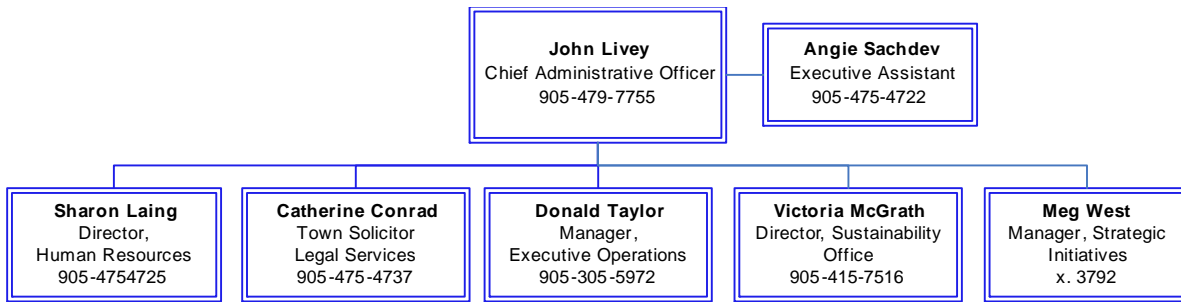 John Livey
Chief Administrative Officer
905-479-7755
Angie Sachdev
Executive Assistant
905-475-4722
Sharon Laing
Director,
Human Resources
905-4754725
Catherine Conrad
Town Solicitor
Legal Services
905-475-4737
Donald Taylor
Manager,
Executive Operations
905-305-5972
Victoria McGrath
Director, Sustainability
Office
905-415-7516
Meg West
Manager, Strategic
Initiatives
x. 3792